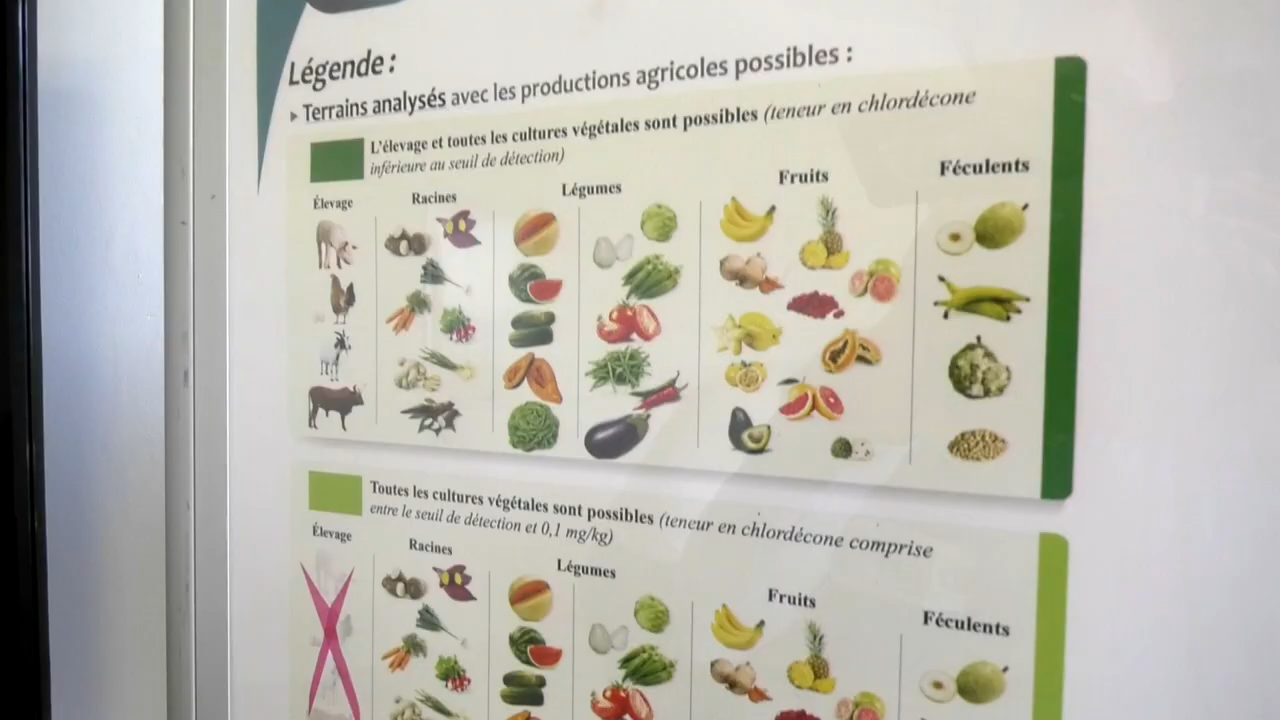 Légende :
▸ Terrains analysés avec les productions agricoles possibles :
L'élevage et toutes les cultures végétales sont possibles (teneur en chlordécone
inférieure au seuil de détection)
Élevage Racines Légumes Fruits Féculents
Toutes les cultures végétales sont possibles (teneur en chlordécone comprise
entre le seuil de détection et 0,1 mg/kg)
Élevage Racines Légumes Fruits Féculents